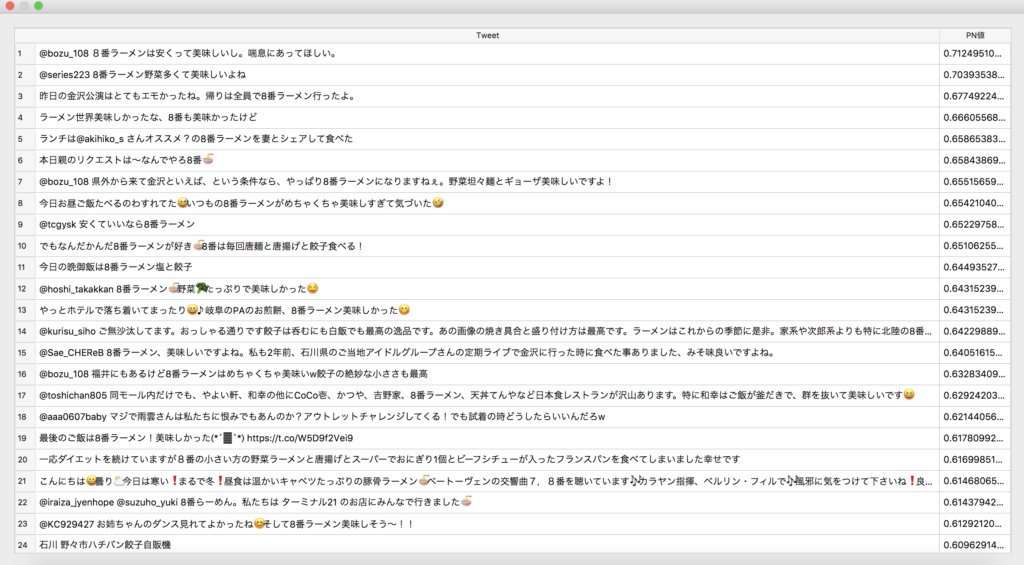 Tweet PN値
1 @bozu_108 8番ラーメンは安くって美味しいし。喘息にあってほしい。 0.71249510...
2 @series223 8番ラーメン野菜多くて美味しいよね 0.70393538...
3 昨日の金沢公演はとてもエモかったね。帰りは全員で8番ラーメン行ったよ。 0.67749224...
4 ラーメン世界美味しかったな、8番も美味かったけど 0.66605568...
5 ランチは@akihiko_s さんオススメ?の8番ラーメンを妻とシェアして食べた 0.65865383...
6 本日親のリクエストは〜なんでやろ8番🍜 0.65843869...
7 @bozu_108 県外から来て金沢といえば、という条件なら、やっぱり8番ラーメンになりますねぇ。野菜坦々麺とギョーザ美味しいですよ! 0.65515659...
8 今日お昼ご飯たべるのわすれてた😅いつもの8番ラーメンがめちゃくちゃ美味しすぎて気づいた🤣 0.65421040...
9 @tcgysk 安くていいなら8番ラーメン 0.65229758...
10 でもなんだかんだ8番ラーメンが好き🍜8番は毎回唐麺と唐揚げと餃子食べる! 0.65106255...
11 今日の晩御飯は8番ラーメン塩と餃子 0.64493527...
12 @hoshi_takakkan 8番ラーメン🍜野菜🥦たっぷりで美味しかった😆 0.64315239...
13 やっとホテルで落ち着いてまったり😄♪岐阜のPAのお煎餅、8番ラーメン美味しかった😋 0.64315239...
14 @kurisu_siho ご無沙汰してます。おっしゃる通りです餃子は呑むにも白飯でも最高の逸品です。あの画像の焼き具合と盛り付け方は最高です。ラーメンはこれからの季節に是非。家系や次郎系よりも特に北陸の8番... 0.64229889...
15 @Sae_CHEReB 8番ラーメン、美味しいですよね。私も2年前、石川県のご当地アイドルグループさんの定期ライブで金沢に行った時に食べた事ありました、みそ味良いですよね。 0.64051615...
16 @bozu_108 福井にもあるけど8番ラーメンはめちゃくちゃ美味いw餃子の絶妙な小ささも最高 0.63283409...
17 @toshichan805 同モール内だけでも、やよい軒、和幸の他にCoCo壱、かつや、吉野家、8番ラーメン、天丼てんやなど日本食レストランが沢山あります。特に和幸はご飯が釜だきで、群を抜いて美味しいです😋 0.62924203...
18 @aaa0607baby マジで雨雲さんは私たちに恨みでもあんのか?アウトレットチャレンジしてくる!でも試着の時どうしたらいいんだろw 0.62144056...
19 最後のご飯は8番ラーメン!美味しかった(*´▓`*) https://t.co/W5D9f2Vei9 0.61780992...
20 一応ダイエットを続けていますが8番の小さい方の野菜ラーメンと唐揚げとスーパーでおにぎり1個とビーフシチューが入ったフランスパンを食べてしまいました幸せです 0.61699851...
21 こんにちは😄曇り🌥今日は寒い❗まるで冬❗昼食は温かいキャベツたっぷりの豚骨ラーメン🍜ベートーヴェンの交響曲7、8番を聴いています🎶カラヤン指揮、ベルリン・フィルで🎶風邪に気をつけて下さいね❗良... 0.61468065...
22 @iraiza_jyenhope @suzuho_yuki 8番らーめん。私たちは ターミナル21 のお店にみんなで行きました😄 0.61437942...
23 @KC929427 お姉ちゃんのダンス見れてよかったね😊そして8番ラーメン美味しそう〜!! 0.61292120...
24 石川 野々市ハチバン餃子自販機 0.60962914...